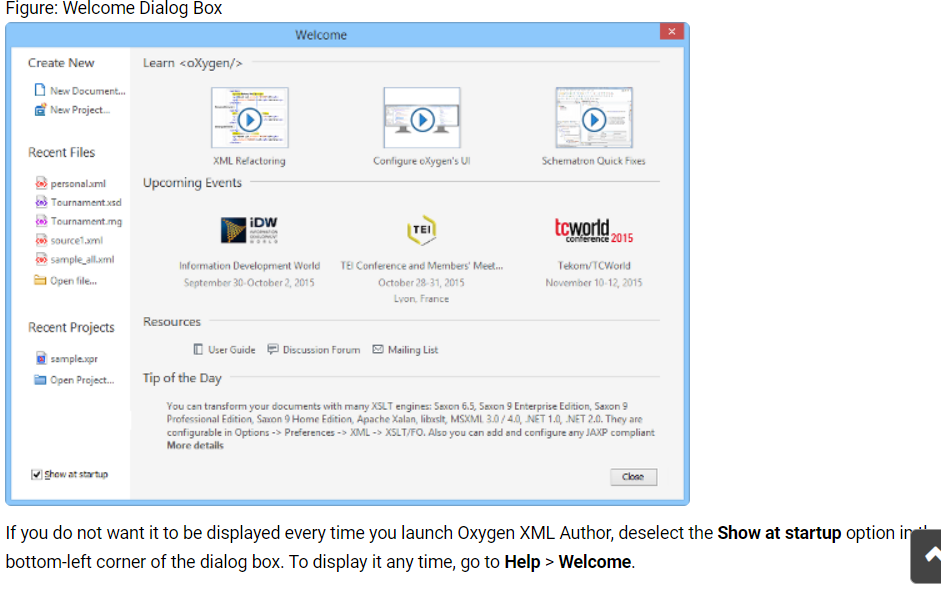 Figure: Welcome Dialog Box
Welcome
Create New
New Document...
New Project...
Recent Files
personal.xml
Tournament.xsd
Tournament.rng
source1.xml
sample_all.xml
Open file...
Recent Projects
sample.xpr
Open Project...
Show at startup
Learn <oXygen/>
XML Refactoring
Configure oXygen's UI
Schematron Quick Fixes
Upcoming Events
iDW
INFORMATION
DEVELOPMENT
WORLD
TEI
tcworld
conference 2015
Information Development World
September 30-October 2, 2015
TEI Conference and Members' Meet...
October 28-31, 2015
Lyon, France
Tekom/TCWorld
November 10-12, 2015
Resources
User Guide Discussion Forum Mailing List
Tip of the Day
You can transform your documents with many XSLT engines: Saxon 6.5, Saxon 9 Enterprise Edition, Saxon 9
Professional Edition, Saxon 9 Home Edition, Apache Xalan, libxslt, MSXML 3.0 / 4.0, .NET 1.0, .NET 2.0. They are
configurable in Options -> Preferences -> XML -> XSLT/FO. Also you can add and configure any JAXP compliant
More details
Close
If you do not want it to be displayed every time you launch Oxygen XML Author, deselect the Show at startup option in
bottom-left corner of the dialog box. To display it any time, go to Help > Welcome.